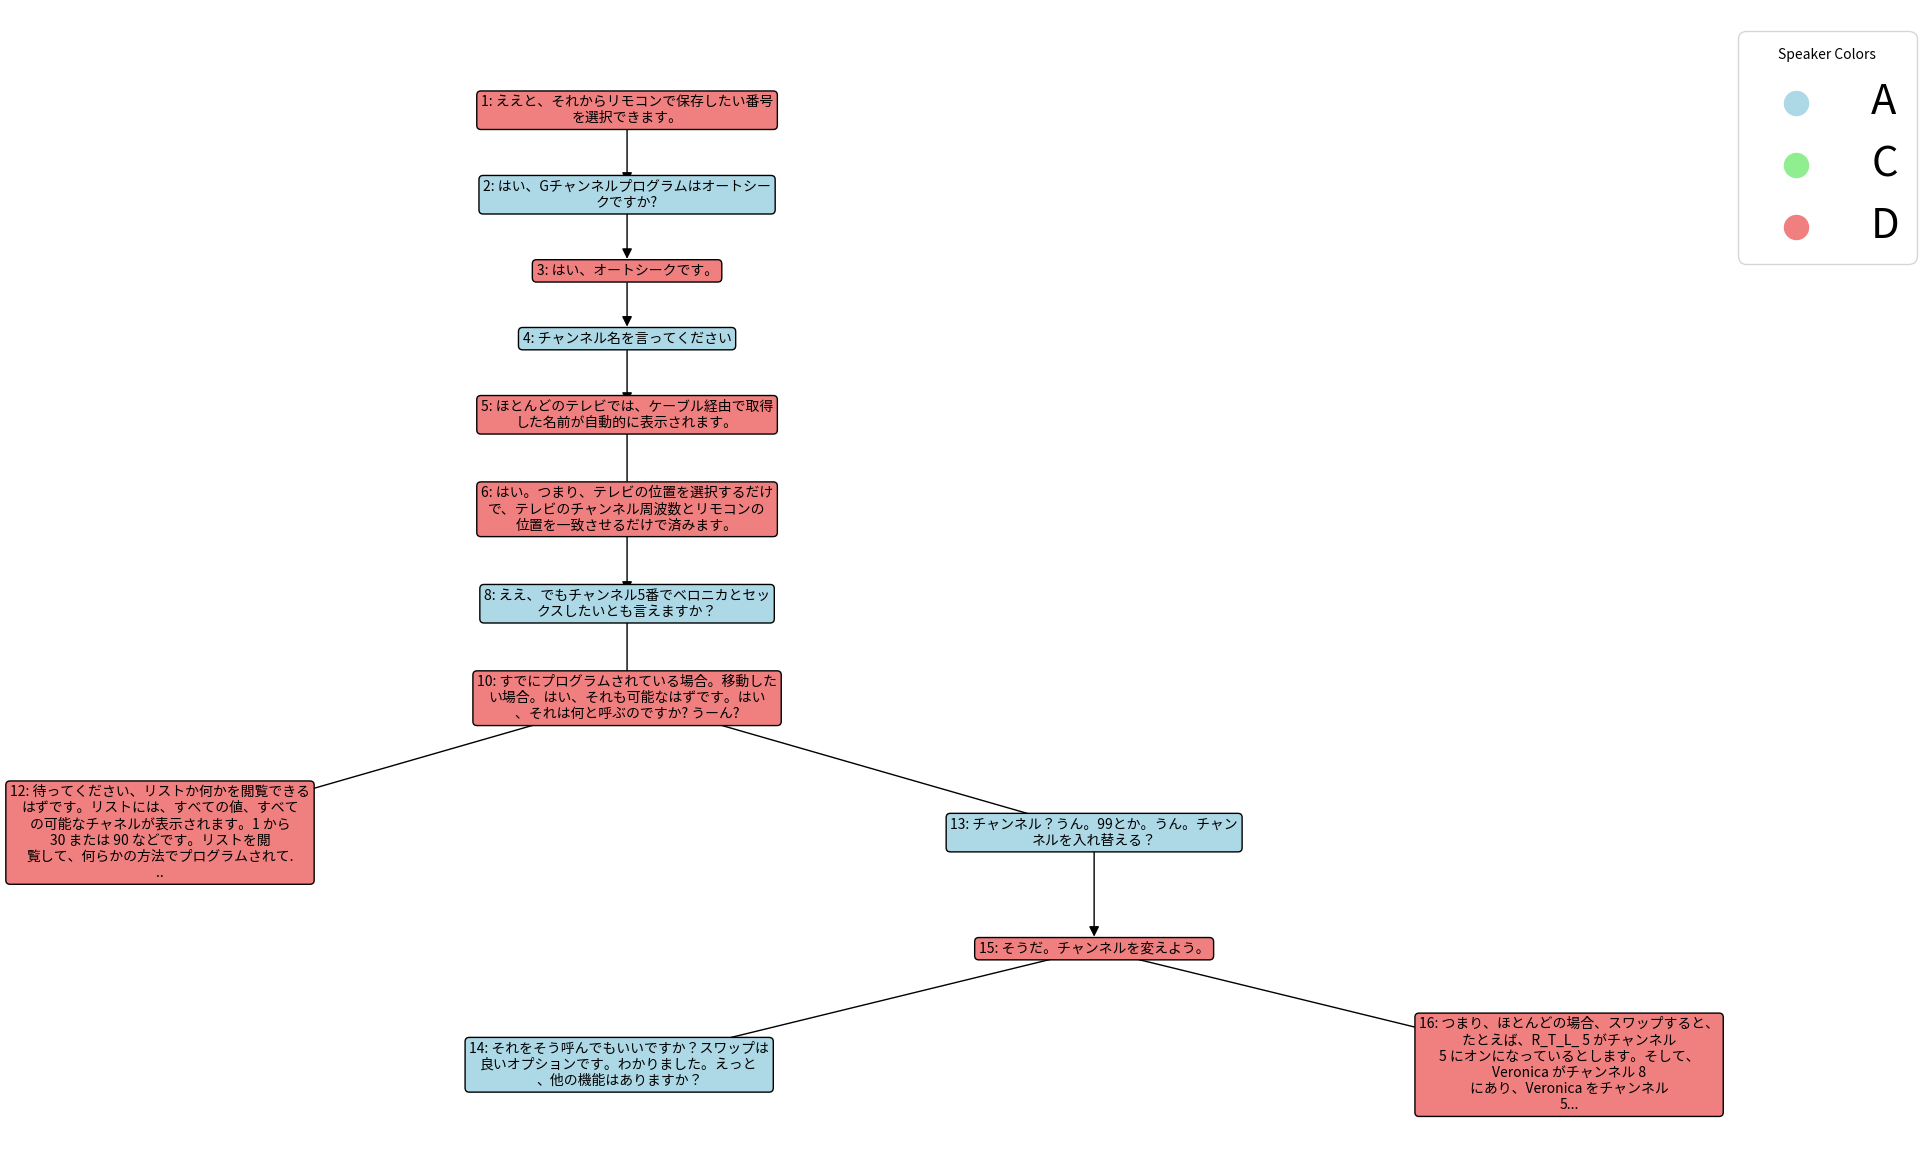 Speaker Colors
A
C
D
1: ええと、それからリモコンで保存したい番号
を選択できます。
2: はい、Gチャンネルプログラムはオートシー
クですか?
3: はい、オートシークです。
4: チャンネル名を言ってください
5: ほとんどのテレビでは、ケーブル経由で取得
した名前が自動的に表示されます。
6: はい。つまり、テレビの位置を選択するだけ
で、テレビのチャンネル周波数とリモコンの
位置を一致させるだけで済みます。
8: ええ、でもチャンネル5番でベロニカとセッ
クスしたいとも言えますか？
10: すでにプログラムされている場合。移動した
い場合。はい、それも可能なはずです。はい
、それは何と呼ぶのですか? うーん?
12: 待ってください、リストか何かを閲覧できる
はずです。リストには、すべての値、すべて
の可能なチャネルが表示されます。1 から
30 または 90 などです。リストを閲
覧して、何らかの方法でプログラムされて.
..
13: チャンネル？うん。99とか。うん。チャン
ネルを入れ替える？
15: そうだ。チャンネルを変えよう。
14: それをそう呼んでもいいですか？スワップは
良いオプションです。わかりました。えっと
、他の機能はありますか？
16: つまり、ほとんどの場合、スワップすると、
たとえば、R_T_L_ 5 がチャンネル
5 にオンになっているとします。そして、
Veronica がチャンネル 8
にあり、Veronica をチャンネル
5...